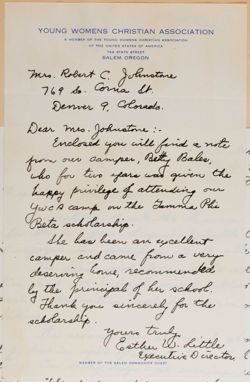 YOUNG WOMENS CHRISTIAN ASSOCIATION
A MEMBER OF THE YOUNG WOMENS CHRISTIAN ASSOCIATION
OF THE UNITED STATES OF AMERICA
768 STATE STREET
SALEM, OREGON
Mrs. Robert C. Johnstone
769 So. Corona St.
Denver 9, Colorado.
Dear Mrs. Johnstone:-
Enclosed you will find a note
from our camper, Betty Bales,
who for two years was given the
happy privilege of attending our
YWCA camp on the Gamma Phi
Beta scholarship.
She has been an excellent
camper and came from a very
deserving home, recommended
by the principal of her school.
Thank you sincerely for the
scholarship.
Yours truly,
Esther W. Little
Executive Director
MEMBER OF THE SALEM COMMUNITY CHEST